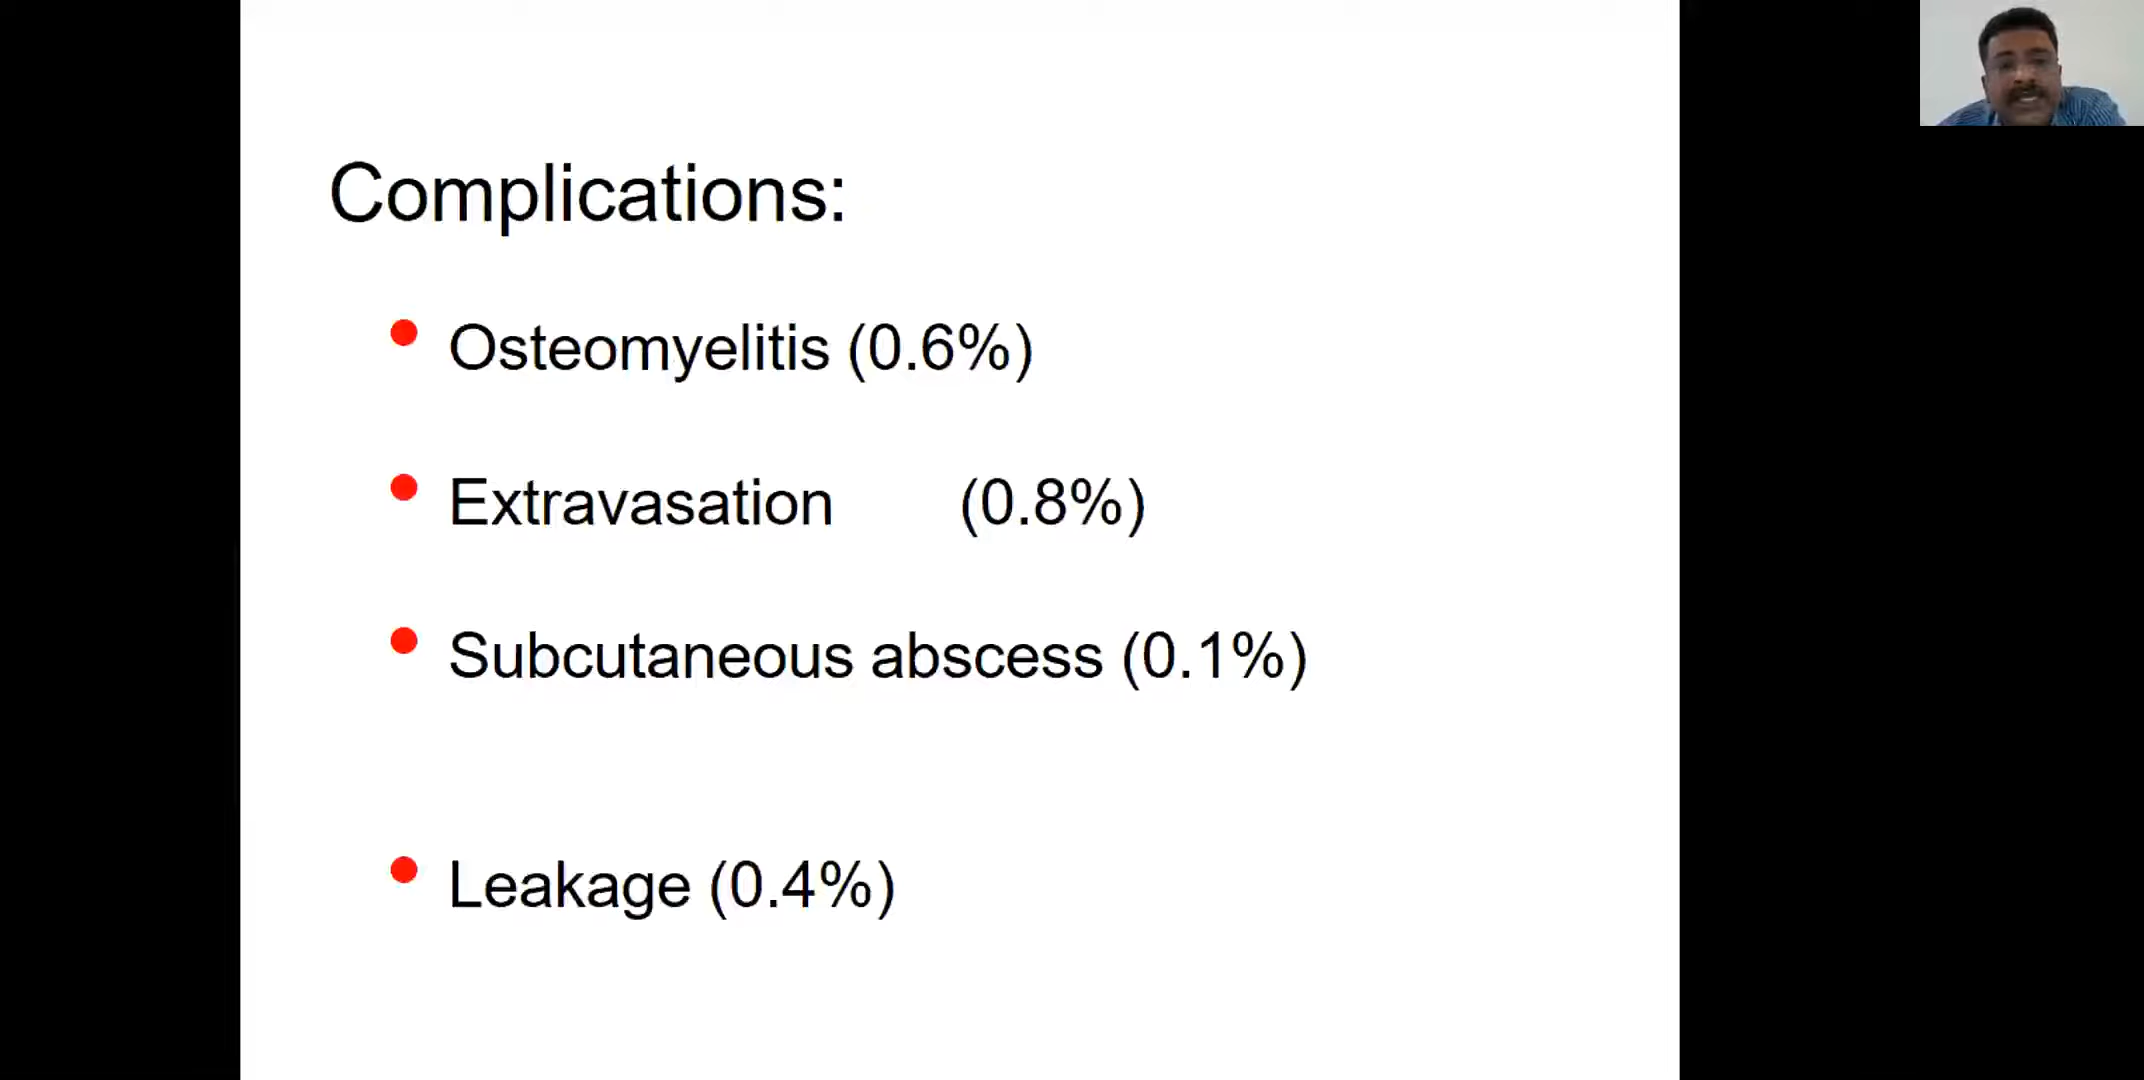 Complications:
Osteomyelitis (0.6%)
Extravasation (0.8%)
Subcutaneous abscess (0.1%)
Leakage (0.4%)